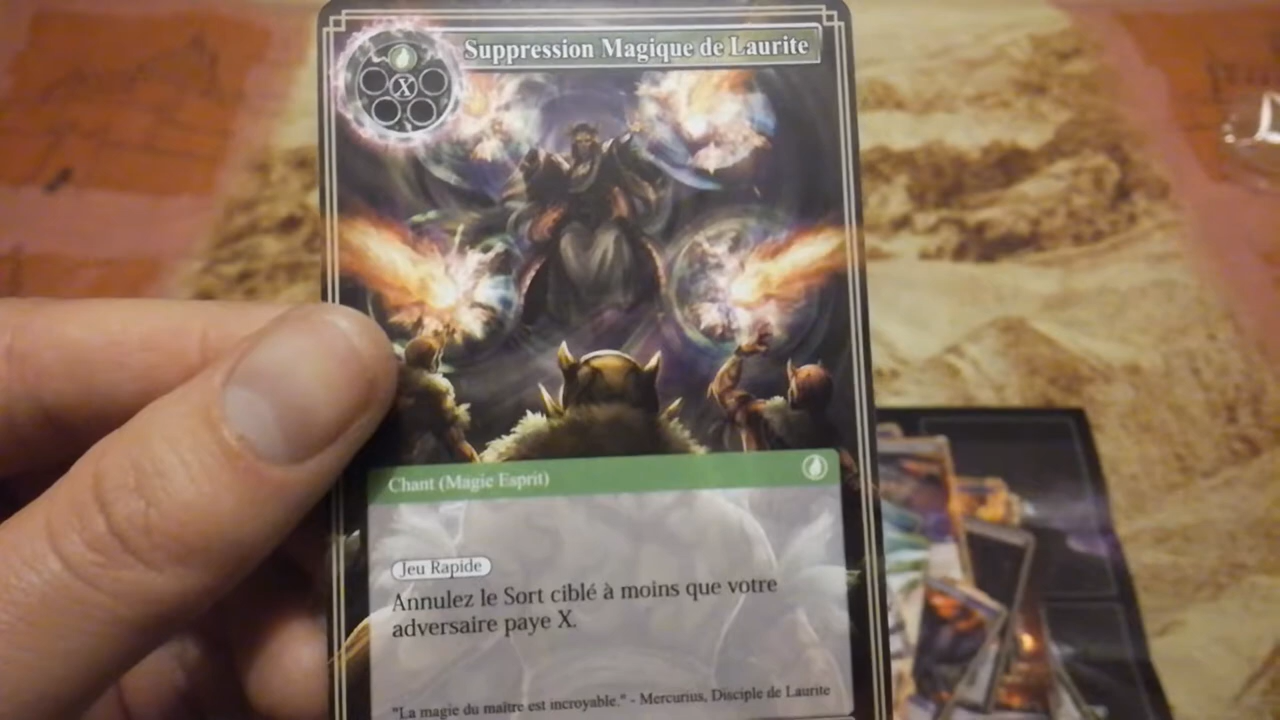 Suppression Magique de Laurite
X
Chant (Magie Esprit)
Jeu Rapide
Annulez le Sort ciblé à moins que votre
adversaire paye X.
"La magie du maître est incroyable." - Mercurius, Disciple de Laurite